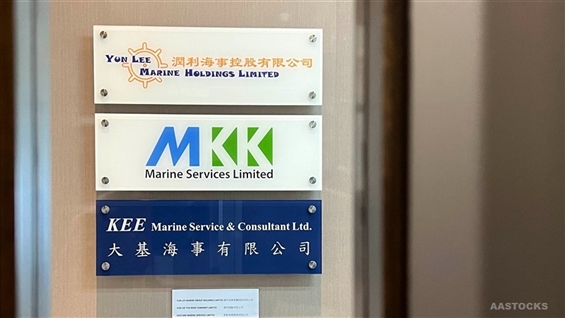 YUN LEE 潤利海事控股有限公司
MARINE HOLDINGS LIMITED
MKK
Marine Services Limited
KEE Marine Service & Consultant Ltd.
大基海事有限公司
AASTOCKS